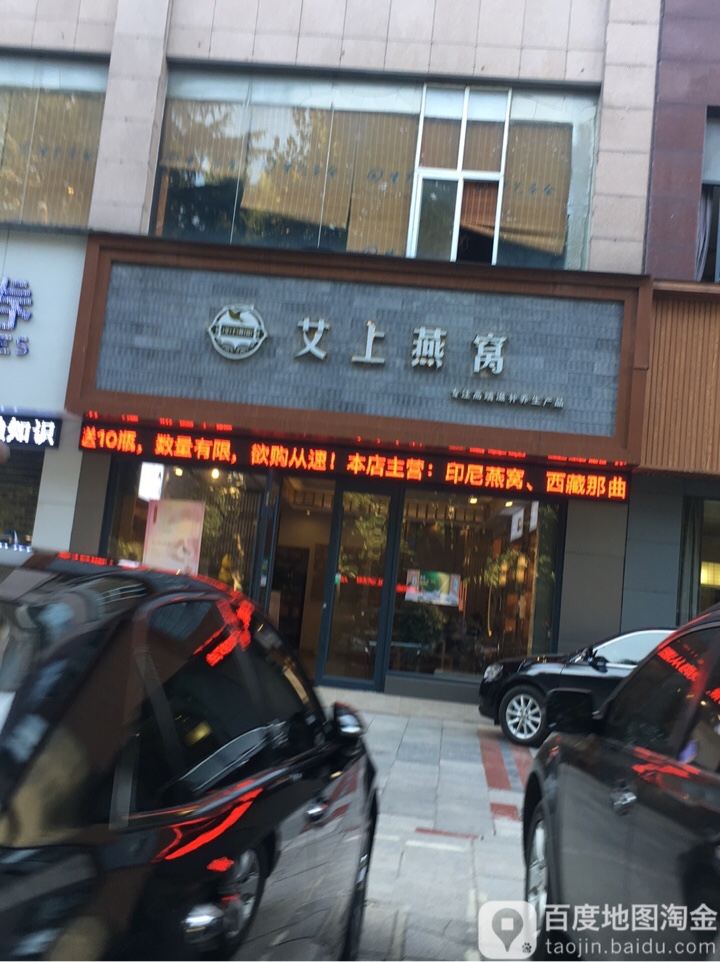 艾上燕窝
专注高端滋补养生产品
春
ES
知识
送10瓶，数量有限，欲购从速！本店主营：印尼燕窝、西藏那曲
百度地图淘金
taojin.baidu.com